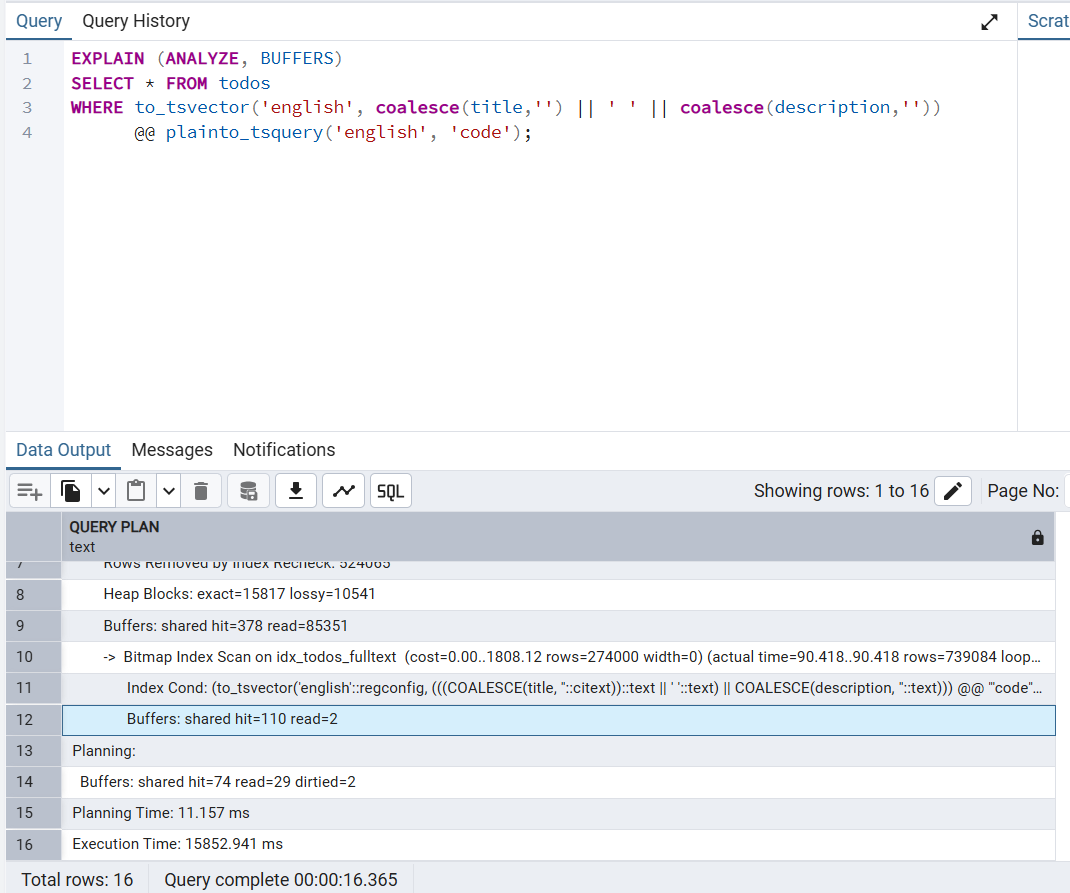 Query Query History Scrat
1 EXPLAIN (ANALYZE, BUFFERS)
2 SELECT * FROM todos
3 WHERE to_tsvector('english', coalesce(title,'') || ' ' || coalesce(description,''))
4 @@ plainto_tsquery('english', 'code');
Data Output Messages Notifications
SQL Showing rows: 1 to 16 Page No:
QUERY PLAN
text
7 Rows Removed by Index Recheck: 524065
8 Heap Blocks: exact=15817 lossy=10541
9 Buffers: shared hit=378 read=85351
10 -> Bitmap Index Scan on idx_todos_fulltext (cost=0.00..1808.12 rows=274000 width=0) (actual time=90.418..90.418 rows=739084 loop...
11 Index Cond: (to_tsvector('english'::regconfig, (((COALESCE(title, ''::citext))::text || ' '::text) || COALESCE(description, ''::text))) @@ '''code''...
12 Buffers: shared hit=110 read=2
13 Planning:
14 Buffers: shared hit=74 read=29 dirtied=2
15 Planning Time: 11.157 ms
16 Execution Time: 15852.941 ms
Total rows: 16 Query complete 00:00:16.365